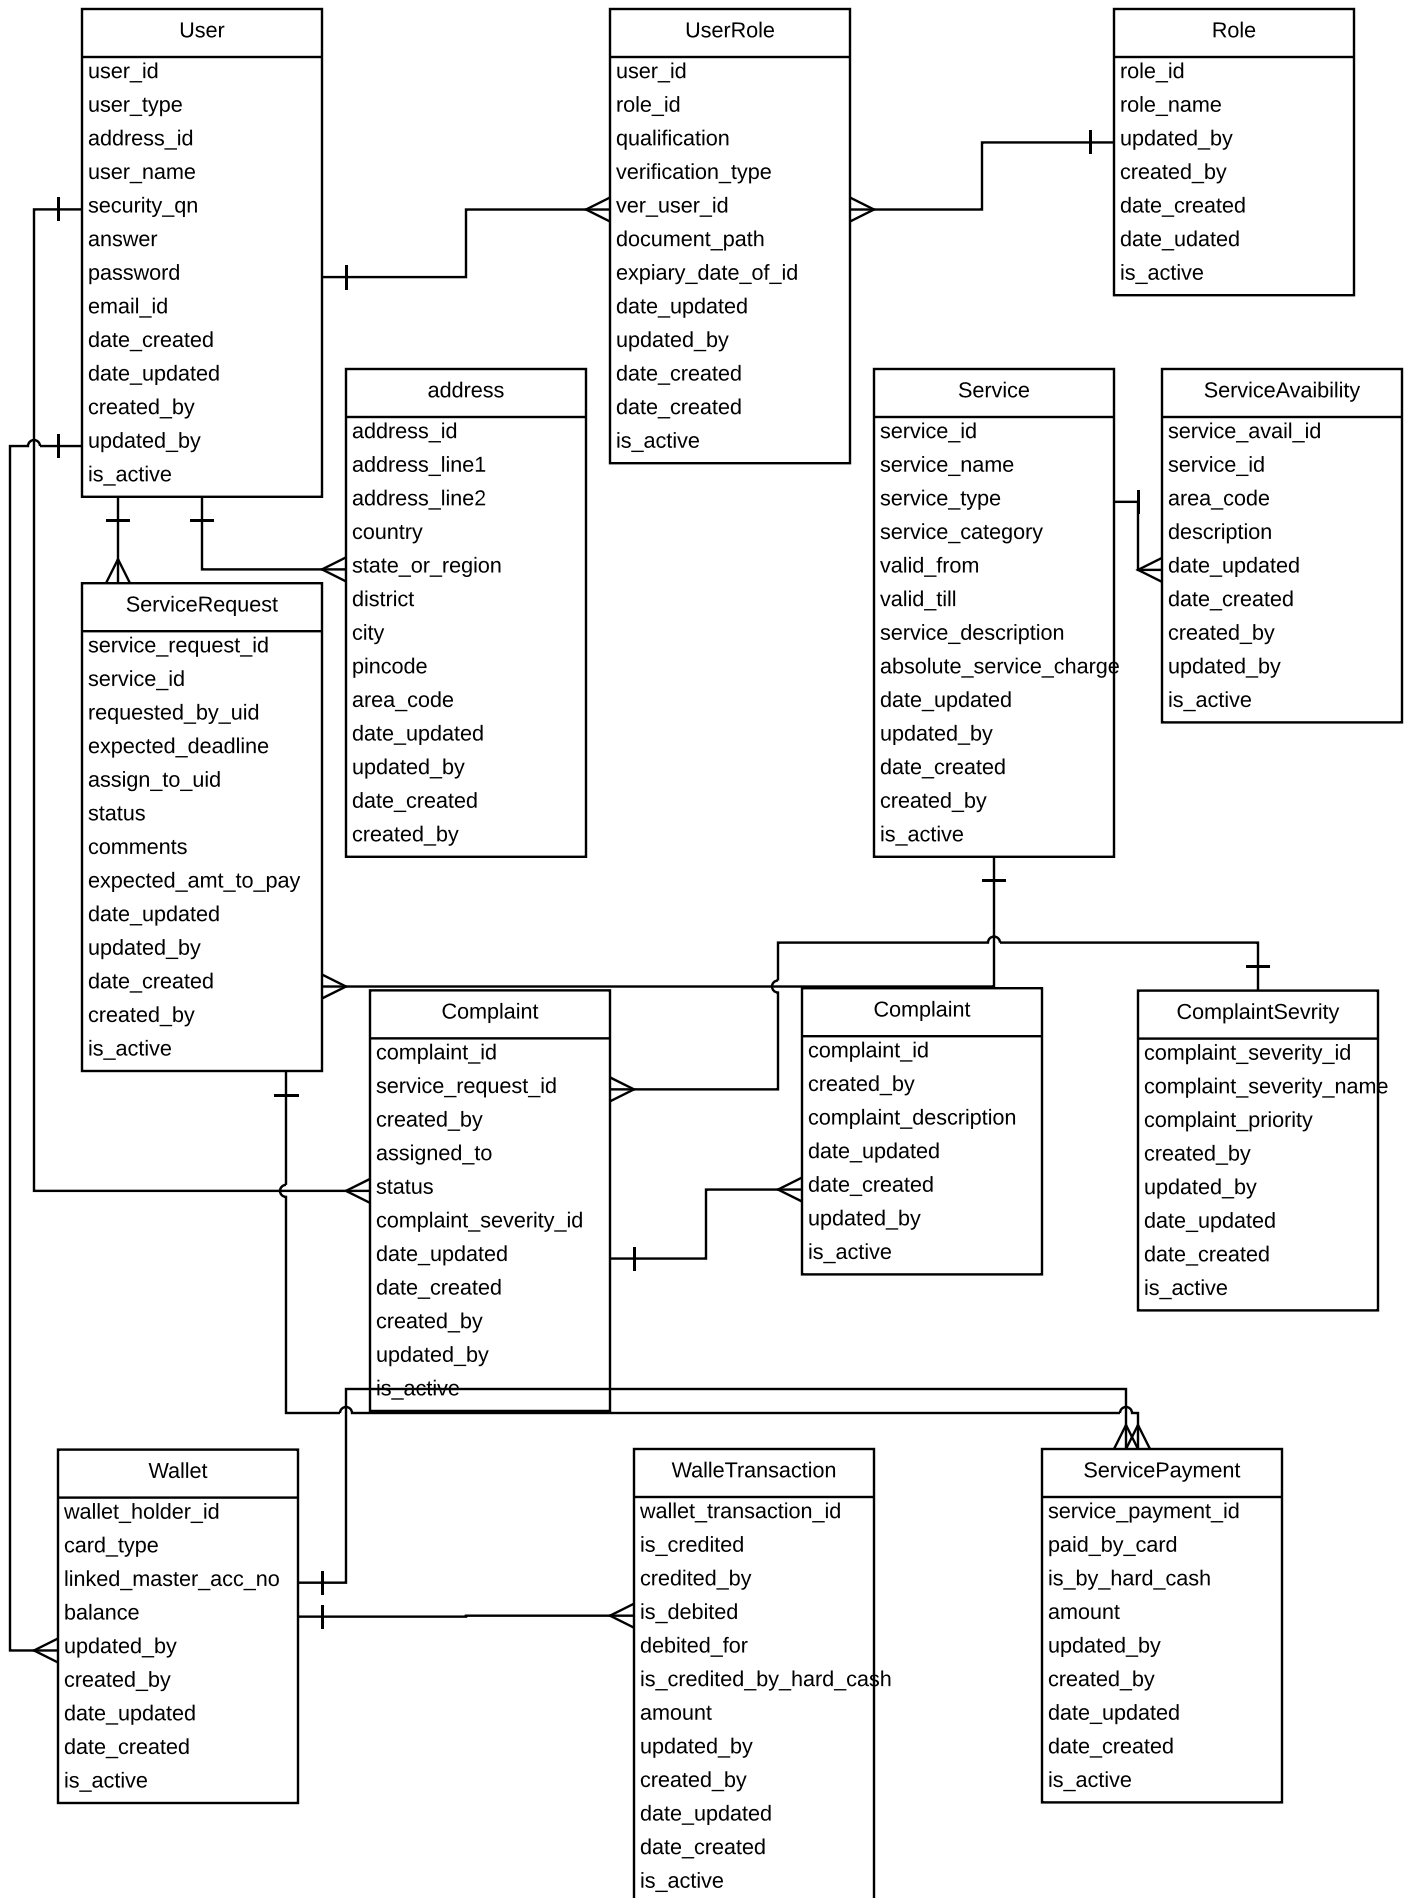 User
user_id
user_type
address_id
user_name
security_qn
answer
password
email_id
date_created
date_updated
created_by
updated_by
is_active
UserRole
user_id
role_id
qualification
verification_type
ver_user_id
document_path
expiary_date_of_id
date_updated
updated_by
date_created
date_created
is_active
Role
role_id
role_name
updated_by
created_by
date_created
date_udated
is_active
address
address_id
address_line1
address_line2
country
state_or_region
district
city
pincode
area_code
date_updated
updated_by
date_created
created_by
Service
service_id
service_name
service_type
service_category
valid_from
valid_till
service_description
absolute_service_charge
date_updated
updated_by
date_created
created_by
is_active
ServiceAvaibility
service_avail_id
service_id
area_code
description
date_updated
date_created
created_by
updated_by
is_active
ServiceRequest
service_request_id
service_id
requested_by_uid
expected_deadline
assign_to_uid
status
comments
expected_amt_to_pay
date_updated
updated_by
date_created
created_by
is_active
Complaint
complaint_id
service_request_id
created_by
assigned_to
status
complaint_severity_id
date_updated
date_created
created_by
updated_by
is_active
Complaint
complaint_id
created_by
complaint_description
date_updated
date_created
updated_by
is_active
ComplaintSevrity
complaint_severity_id
complaint_severity_name
complaint_priority
created_by
updated_by
date_updated
date_created
is_active
Wallet
wallet_holder_id
card_type
linked_master_acc_no
balance
updated_by
created_by
date_updated
date_created
is_active
WalleTransaction
wallet_transaction_id
is_credited
credited_by
is_debited
debited_for
is_credited_by_hard_cash
amount
updated_by
created_by
date_updated
date_created
is_active
ServicePayment
service_payment_id
paid_by_card
is_by_hard_cash
amount
updated_by
created_by
date_updated
date_created
is_active